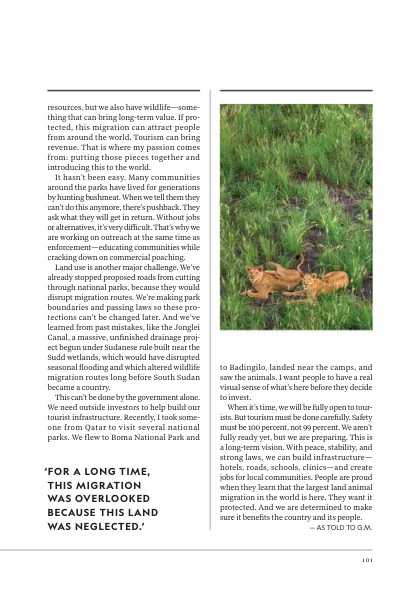 resources, but we also have wildlife—some-
thing that can bring long-term value. If pro-
tected, this migration can attract people
from around the world. Tourism can bring
revenue. That is where my passion comes
from: putting those pieces together and
introducing this to the world.
It hasn't been easy. Many communities
around the parks have lived for generations
by hunting bushmeat. When we tell them they
can't do this anymore, there's pushback. They
ask what they will get in return. Without jobs
or alternatives, it's very difficult. That's why we
are working on outreach at the same time as
enforcement—educating communities while
cracking down on commercial poaching.
Land use is another major challenge. We've
already stopped proposed roads from cutting
through national parks, because they would
disrupt migration routes. We're making park
boundaries and passing laws so these pro-
tections can't be changed later. And we've
learned from past mistakes, like the Jonglei
Canal, a massive, unfinished drainage proj-
ect begun under Sudanese rule built near the
Sudd wetlands, which would have disrupted
seasonal flooding and which altered wildlife
migration routes long before South Sudan
became a country.
This can't be done by the government alone.
We need outside investors to help build our
tourist infrastructure. Recently, I took some-
one from Qatar to visit several national
parks. We flew to Boma National Park and
'FOR A LONG TIME,
THIS MIGRATION
WAS OVERLOOKED
BECAUSE THIS LAND
WAS NEGLECTED.'
to Badingilo, landed near the camps, and
saw the animals. I want people to have a real
visual sense of what's here before they decide
to invest.
When it's time, we will be fully open to tour-
ists. But tourism must be done carefully. Safety
must be 100 percent, not 99 percent. We aren't
fully ready yet, but we are preparing. This is
a long-term vision. With peace, stability, and
strong laws, we can build infrastructure—
hotels, roads, schools, clinics—and create
jobs for local communities. People are proud
when they learn that the largest land animal
migration in the world is here. They want it
protected. And we are determined to make
sure it benefits the country and its people.
— AS TOLD TO G.M.
101